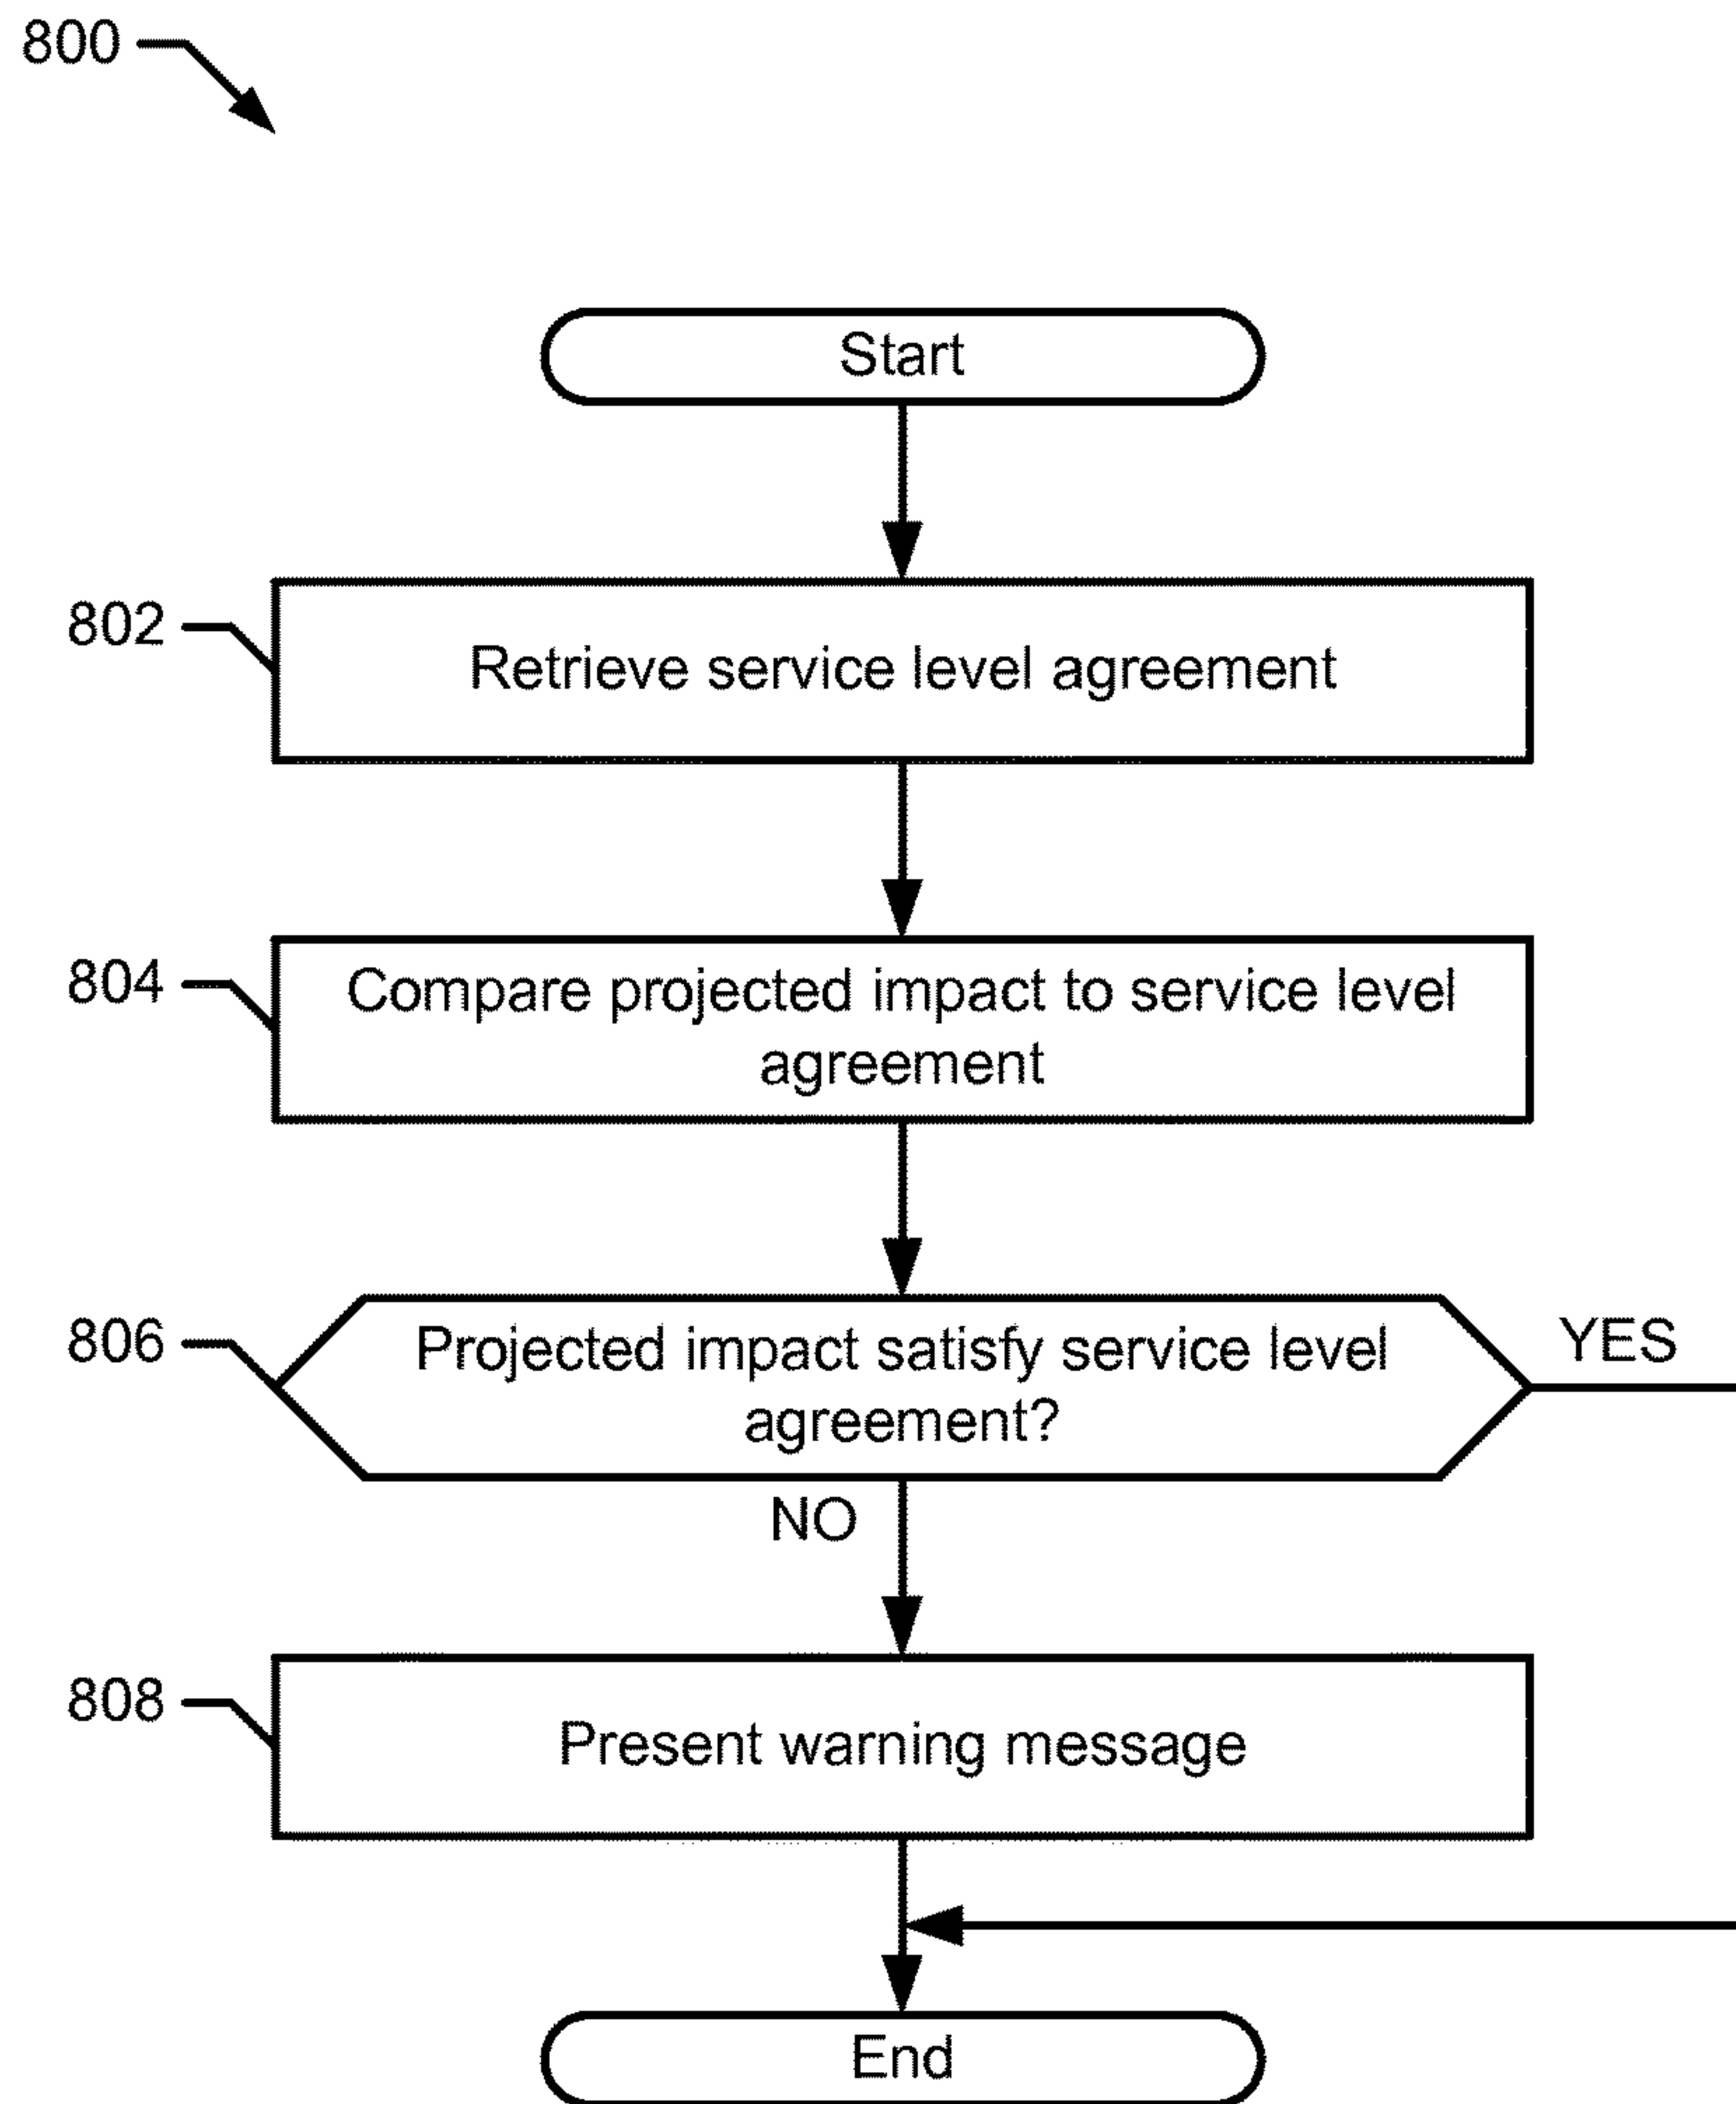 800
Start
802
Retrieve service level agreement
804
Compare projected impact to service level
agreement
806
Projected impact satisfy service level
agreement?
YES
NO
808
Present warning message
End